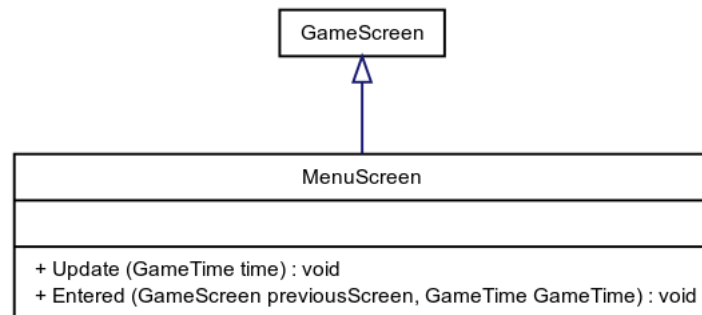 GameScreen
MenuScreen
+ Update (GameTime time) : void
+ Entered (GameScreen previousScreen, GameTime GameTime) : void